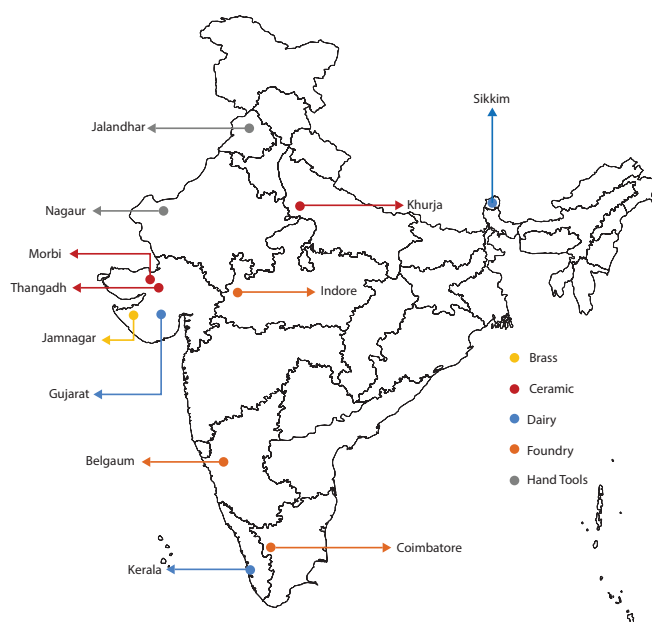 Sikkim
Jalandhar
Khurja
Nagaur
Morbi
Thangadh
Indore
Jamnagar
Gujarat
Belgaum
Coimbatore
Kerala
Brass
Ceramic
Dairy
Foundry
Hand Tools